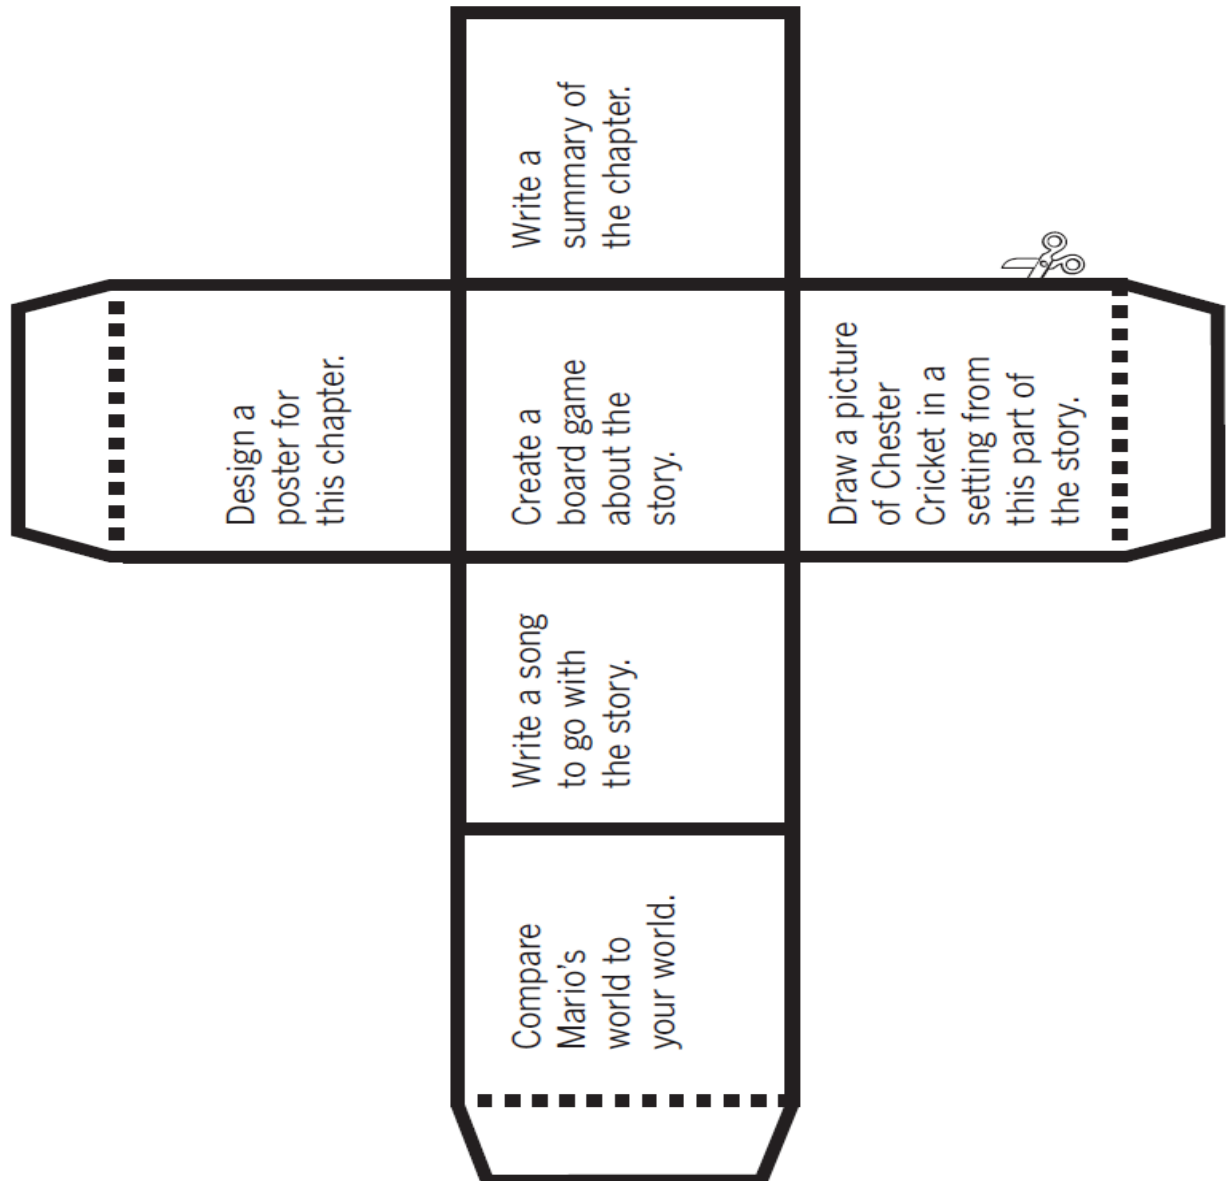 Design a
poster for
this chapter.
Compare
Mario's
world to
your world.
Write a song
to go with
the story.
Create a
board game
about the
story.
Write a
summary of
the chapter.
Draw a picture
of Chester
Cricket in a
setting from
this part of
the story.